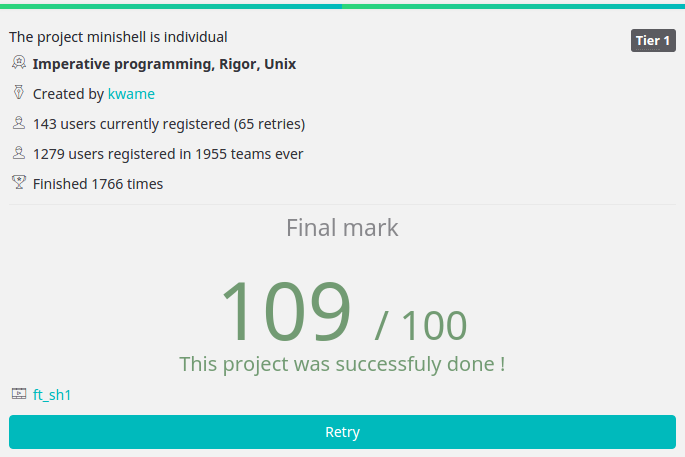 The project minishell is individual
Tier 1
Imperative programming, Rigor, Unix
Created by kwame
143 users currently registered (65 retries)
1279 users registered in 1955 teams ever
Finished 1766 times
Final mark
109 / 100
This project was successfuly done !
ft_sh1
Retry